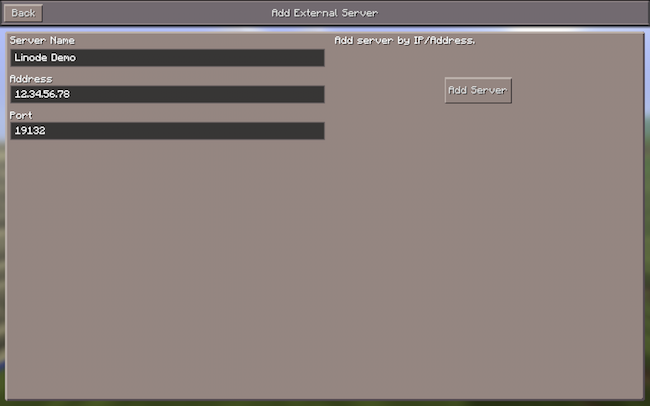 Back
Add External Server
Server Name
Add server by IP/Address.
Linode Demo
Address
12.34.56.78
Add Server
Port
19132